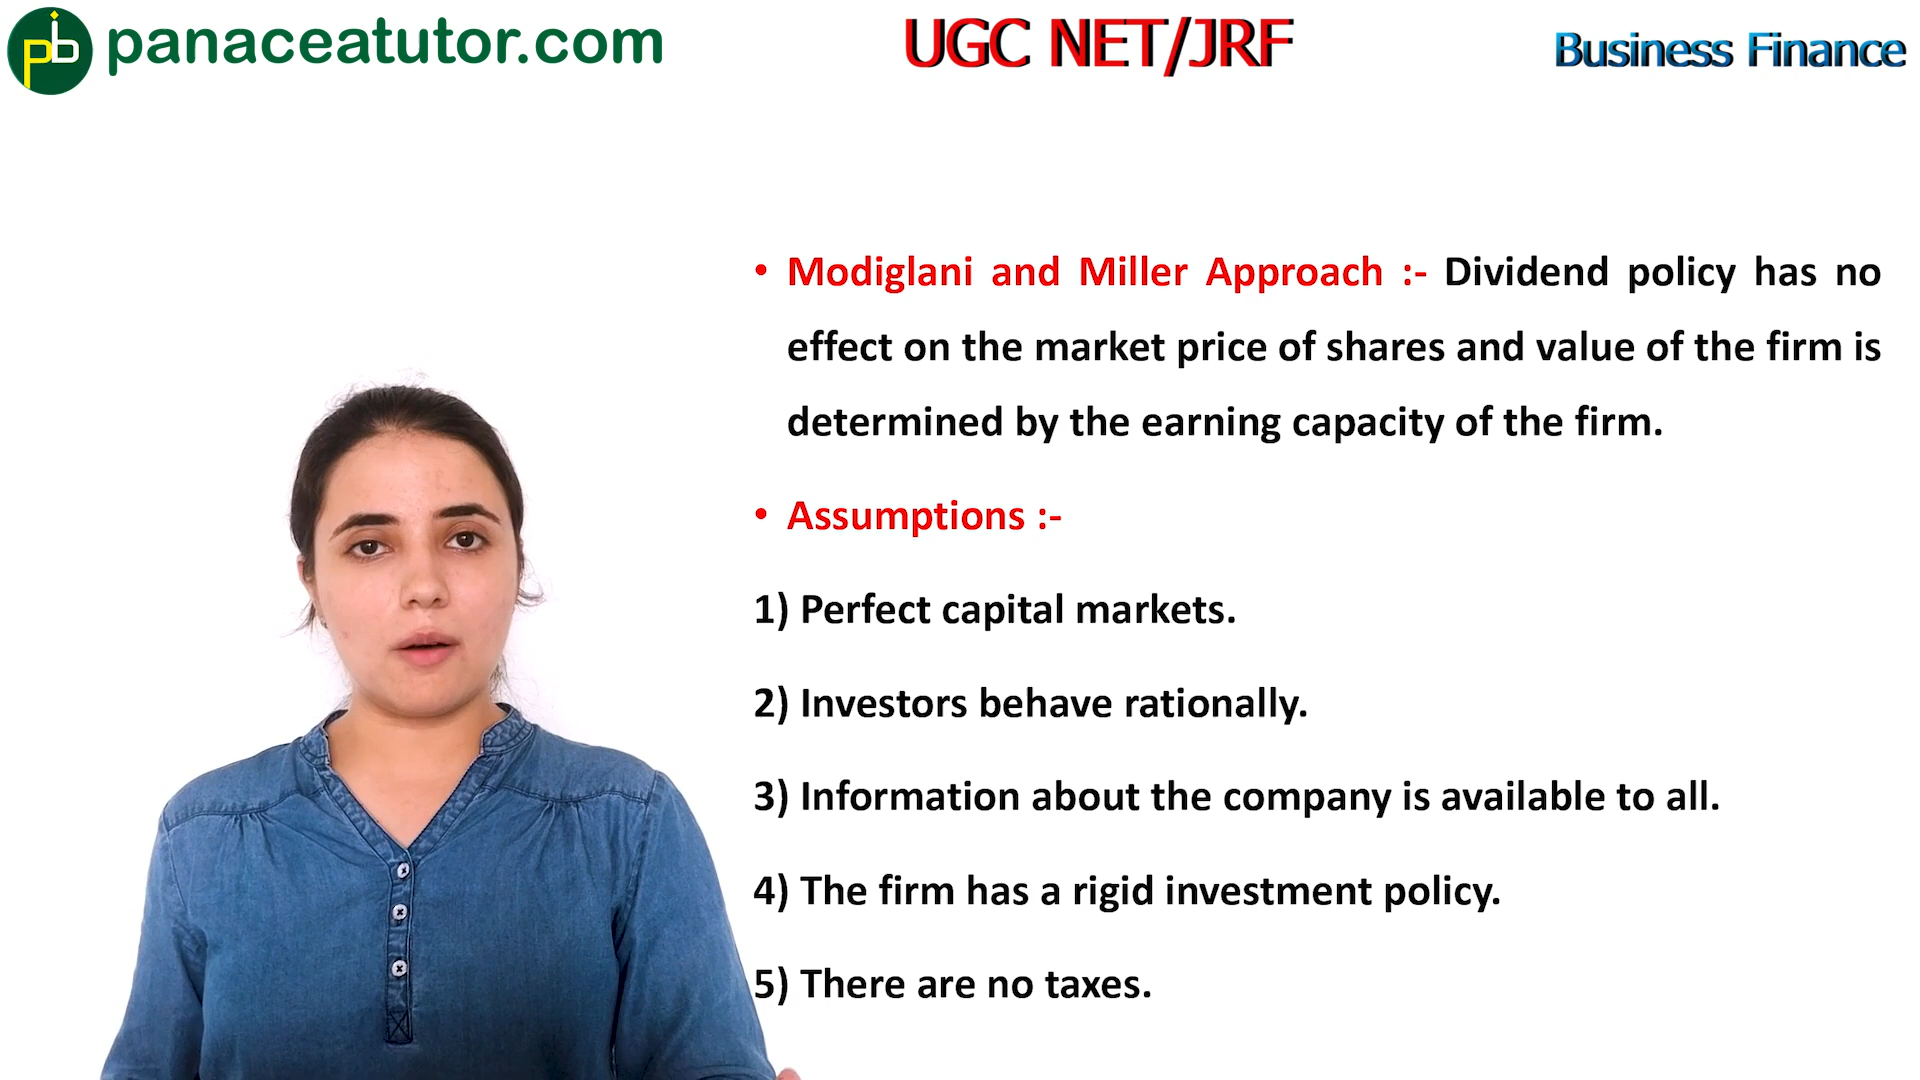 pb panaceatutor.com
UGC NET/JRF
Business Finance
• Modiglani and Miller Approach :- Dividend policy has no
effect on the market price of shares and value of the firm is
determined by the earning capacity of the firm.
• Assumptions :-
1) Perfect capital markets.
2) Investors behave rationally.
3) Information about the company is available to all.
4) The firm has a rigid investment policy.
5) There are no taxes.